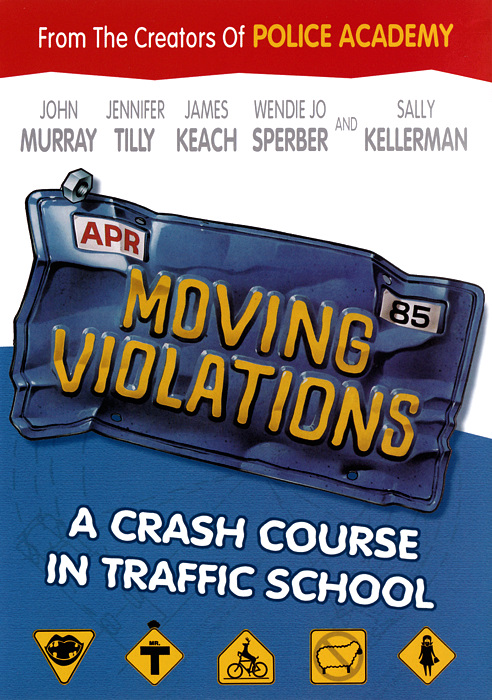 From The Creators Of POLICE ACADEMY
JOHN MURRAY JENNIFER TILLY JAMES KEACH WENDIE JO SPERBER AND SALLY KELLERMAN
APR
85
MOVING
VIOLATIONS
A CRASH COURSE
IN TRAFFIC SCHOOL
MR.
T